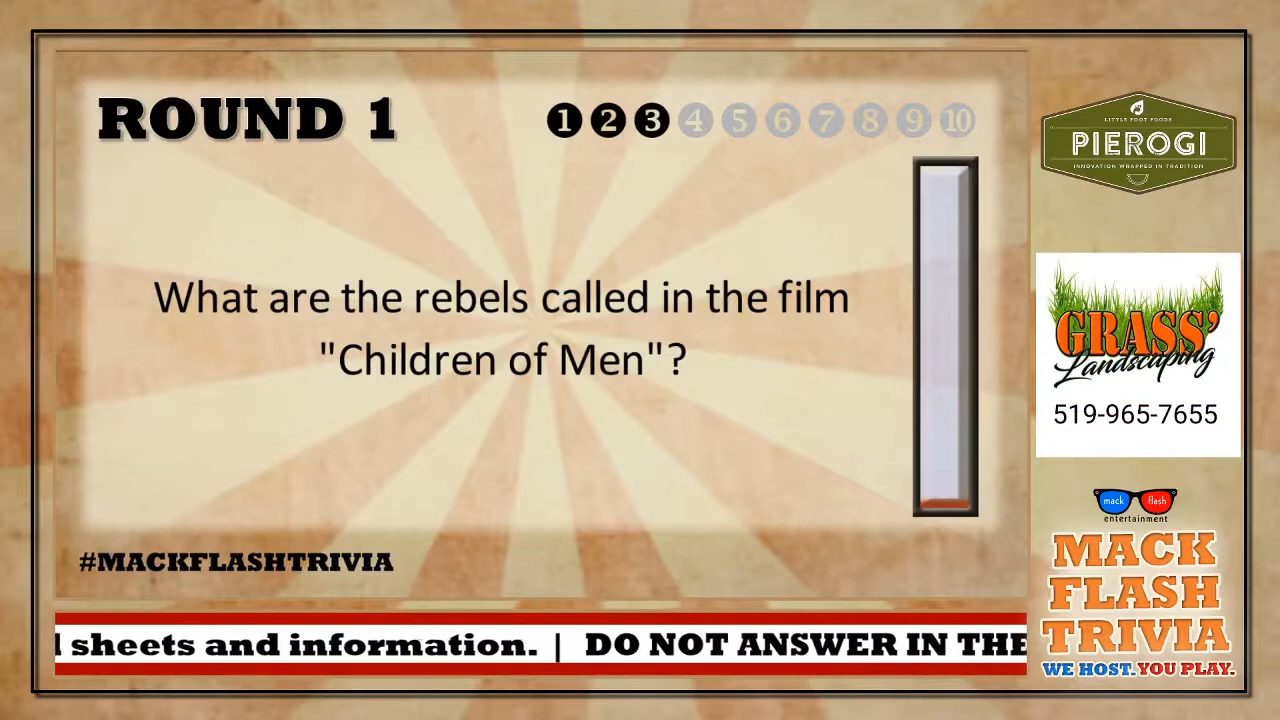 ROUND 1
1 2 3 4 5 6 7 8 9 10
What are the rebels called in the film
"Children of Men"?
#MACKFLASHTRIVIA
sheets and information. | DO NOT ANSWER IN THE
LITTLE FOOT FOODS
PIEROGI
INNOVATION WRAPPED IN TRADITION
GRASS'
Landscaping
519-965-7655
mack flash
entertainment
MACK
FLASH
TRIVIA
WE HOST. YOU PLAY.